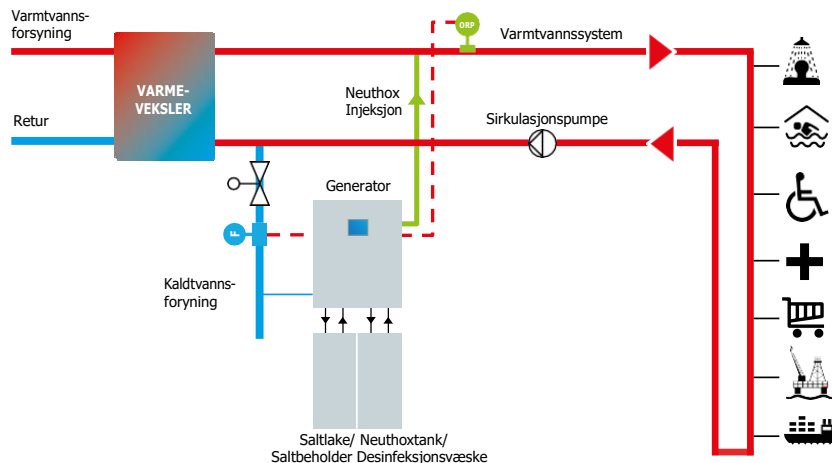 Varmtvanns-
forsyning
ORP
Varmtvannssystem
VARME-
VEKSLER
Neuthox
Injeksjon
Retur
Sirkulasjonspumpe
Generator
F
Kaldtvanns-
foryning
Saltlake/ Neuthoxtank/
Saltbeholder Desinfeksjonsvæske